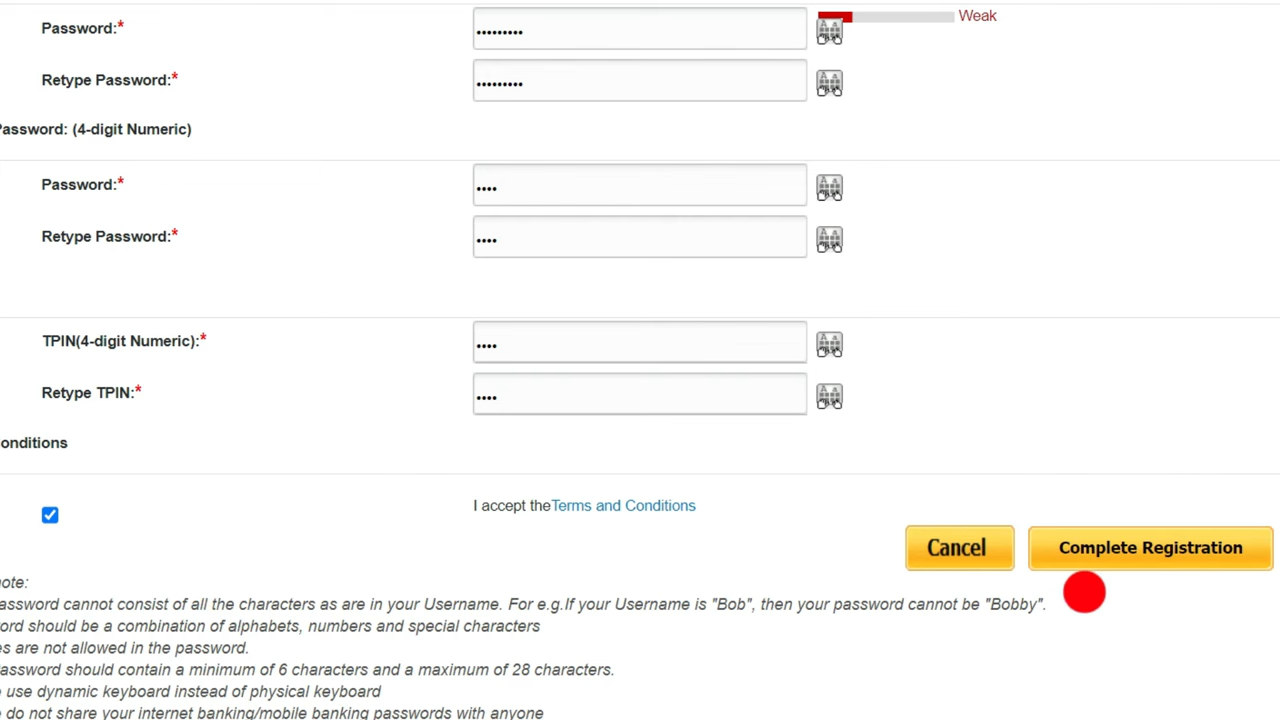 Password:*
Weak
Retype Password:*
Password: (4-digit Numeric)
Password:*
Retype Password:*
TPIN(4-digit Numeric):*
Retype TPIN:*
onditions
I accept theTerms and Conditions
Cancel
Complete Registration
note:
assword cannot consist of all the characters as are in your Username. For e.g.If your Username is "Bob", then your password cannot be "Bobby".
ord should be a combination of alphabets, numbers and special characters
es are not allowed in the password.
Password should contain a minimum of 6 characters and a maximum of 28 characters.
use dynamic keyboard instead of physical keyboard
do not share your internet banking/mobile banking passwords with anyone